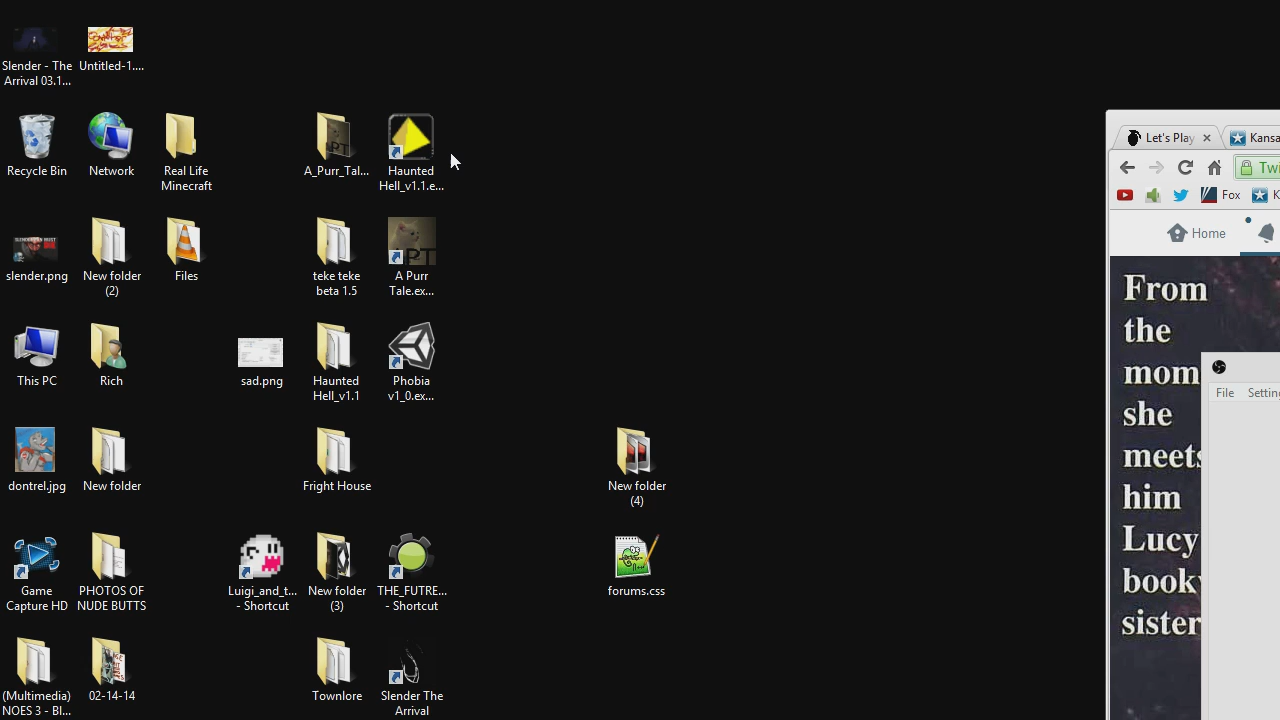 Slender - The
Arrival 03.1...
Untitled-1....
Recycle Bin
Network
Real Life
Minecraft
A_Purr_Tal...
Haunted
Hell_v1.1.e...
slender.png
New folder
(2)
Files
teke teke
beta 1.5
A Purr
Tale.ex...
PT
This PC
Rich
sad.png
Haunted
Hell_v1.1
Phobia
v1_0.ex...
dontrel.jpg
New folder
Fright House
New folder
(4)
Game
Capture HD
PHOTOS OF
NUDE BUTTS
Luigi_and_t...
- Shortcut
New folder
(3)
THE_FUTRE...
- Shortcut
forums.css
(Multimedia)
NOES 3 - Bl...
02-14-14
Townlore
Slender The
Arrival
Let's Play
Kansa
Twi
Fox
K
Home
From
the
mom
she
meets
him
Lucy
book
sister
File Setting